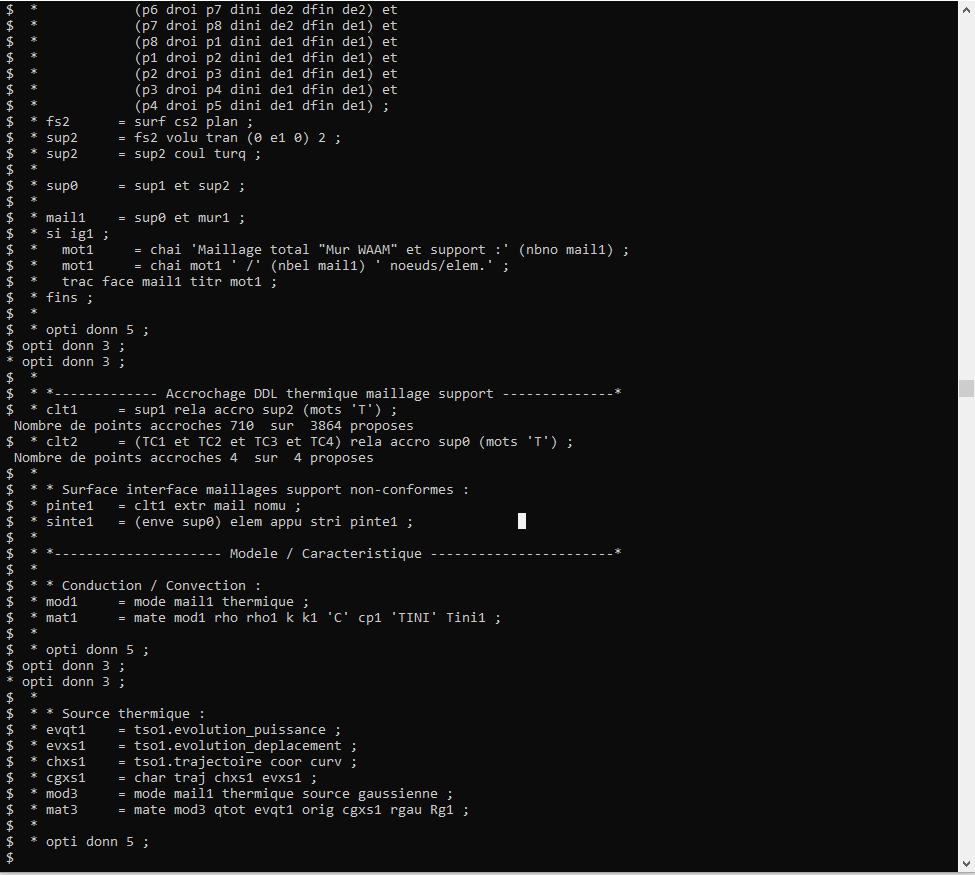 $  *            (p6 droi p7 dini de2 dfin de2) et
$  *            (p7 droi p8 dini de2 dfin de1) et
$  *            (p8 droi p1 dini de1 dfin de1) et
$  *            (p1 droi p2 dini de1 dfin de1) et
$  *            (p2 droi p3 dini de1 dfin de1) et
$  *            (p3 droi p4 dini de1 dfin de1) et
$  *            (p4 droi p5 dini de1 dfin de1) ;
$  * fs2      = surf cs2 plan ;
$  * sup2     = fs2 volu tran (0 e1 0) 2 ;
$  * sup2     = sup2 coul turq ;
$  *
$  * sup0     = sup1 et sup2 ;
$  *
$  * mail1    = sup0 et mur1 ;
$  * si ig1 ;
$  *   mot1     = chai 'Maillage total "Mur WAAM" et support :' (nbno mail1) ;
$  *   mot1     = chai mot1 ' /' (nbel mail1) ' noeuds/elem.' ;
$  *   trac face mail1 titr mot1 ;
$  * fins ;
$  *
$  * opti donn 5 ;
$ opti donn 3 ;
* opti donn 3 ;
$  *
$  * *------------- Accrochage DDL thermique maillage support --------------*
$  * clt1     = sup1 rela accro sup2 (mots 'T') ;
 Nombre de points accroches 710  sur  3864 proposes
$  * clt2     = (TC1 et TC2 et TC3 et TC4) rela accro sup0 (mots 'T') ;
 Nombre de points accroches 4  sur  4 proposes
$  *
$  * * Surface interface maillages support non-conformes :
$  * pinte1   = clt1 extr mail nomu ;
$  * sinte1   = (enve sup0) elem appu stri pinte1 ;
$  *
$  * *--------------------- Modele / Caracteristique -----------------------*
$  *
$  * * Conduction / Convection :
$  * mod1     = mode mail1 thermique ;
$  * mat1     = mate mod1 rho rho1 k k1 'C' cp1 'TINI' Tini1 ;
$  *
$  * opti donn 5 ;
$ opti donn 3 ;
* opti donn 3 ;
$  *
$  * * Source thermique :
$  * evqt1    = tso1.evolution_puissance ;
$  * evxs1    = tso1.evolution_deplacement ;
$  * chxs1    = tso1.trajectoire coor curv ;
$  * cgxs1    = char traj chxs1 evxs1 ;
$  * mod3     = mode mail1 thermique source gaussienne ;
$  * mat3     = mate mod3 qtot evqt1 orig cgxs1 rgau Rg1 ;
$  *
$  * opti donn 5 ;
$